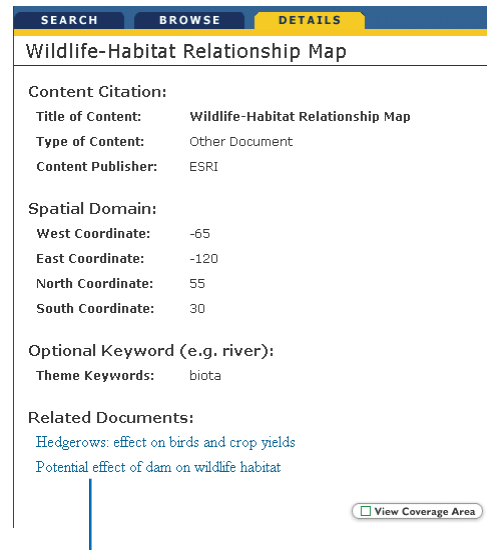 SEARCH BROWSE DETAILS
Wildlife-Habitat Relationship Map
Content Citation:
Title of Content: Wildlife-Habitat Relationship Map
Type of Content: Other Document
Content Publisher: ESRI
Spatial Domain:
West Coordinate: -65
East Coordinate: -120
North Coordinate: 55
South Coordinate: 30
Optional Keyword (e.g. river):
Theme Keywords: biota
Related Documents:
Hedgerows: effect on birds and crop yields
Potential effect of dam on wildlife habitat
View Coverage Area